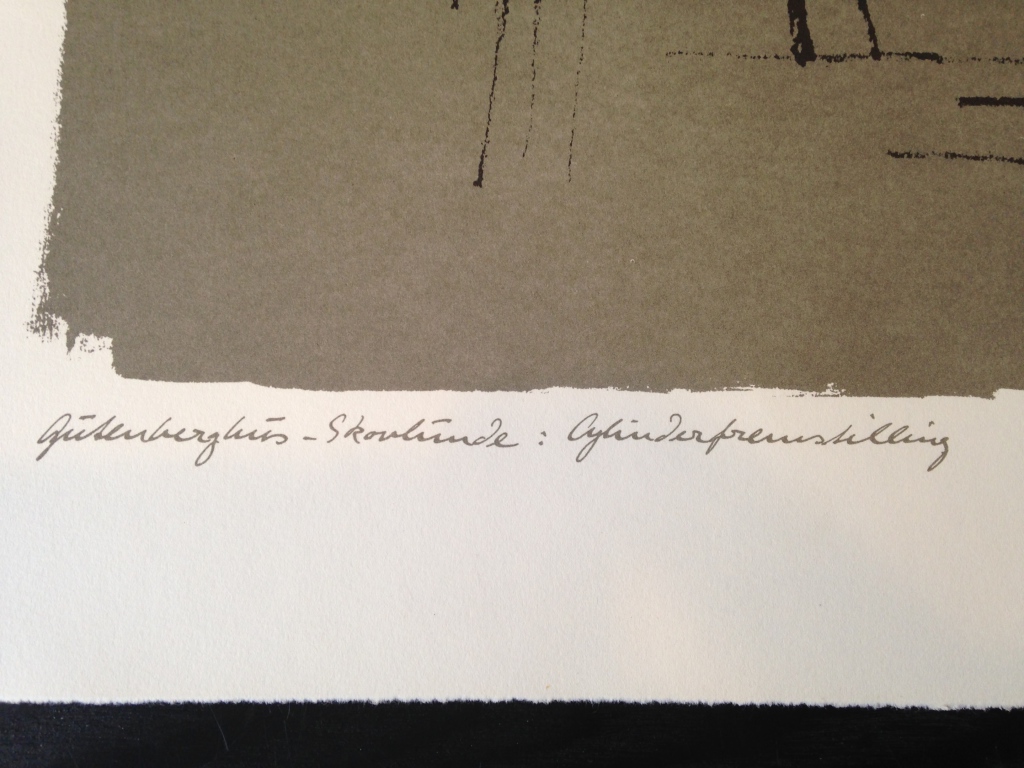 Gutenberghus - Skovlunde : Cylinderfremstilling